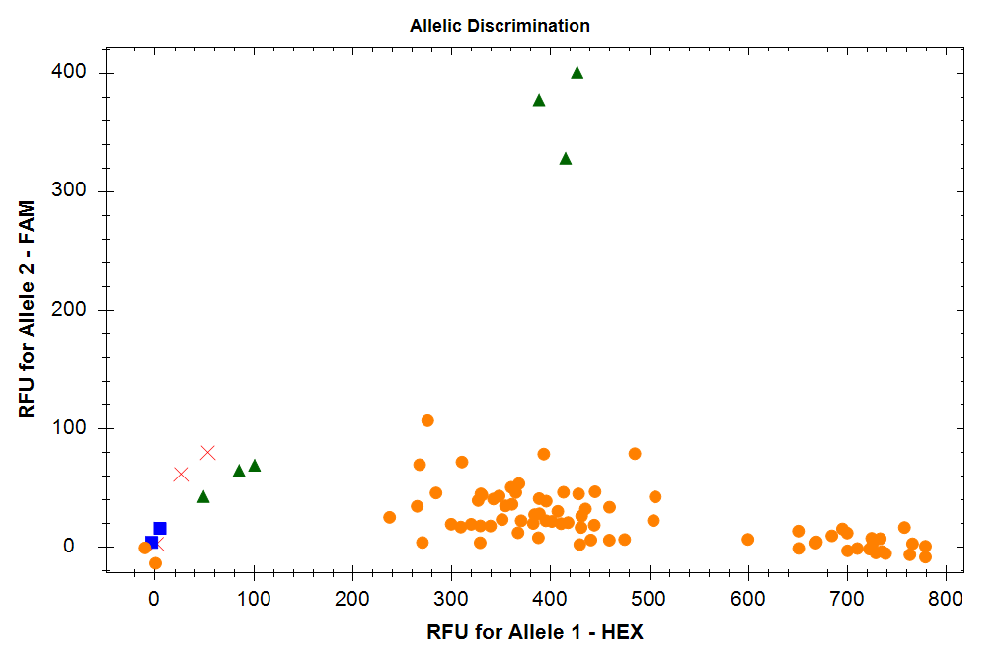 Allelic Discrimination
400
300
200
100
0
RFU for Allele 2 - FAM
0 100 200 300 400 500 600 700 800
RFU for Allele 1 - HEX